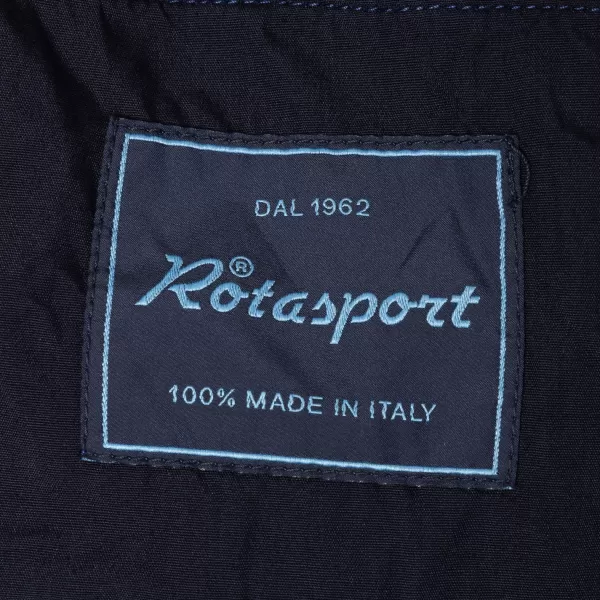 DAL 1962
Rotasport®
100% MADE IN ITALY